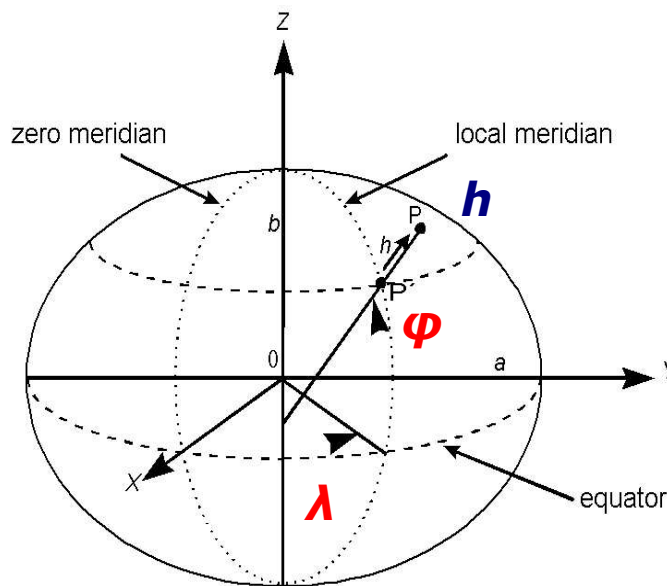 Z
zero meridian
local meridian
h
P
b
h
P'
φ
0
a
Y
λ
X
equator